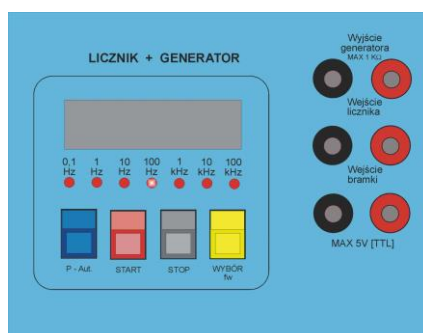 LICZNIK + GENERATOR
0,1 Hz
1 Hz
10 Hz
100 Hz
1 kHz
10 kHz
100 kHz
P - Aut.
START
STOP
WYBÓR
fw
Wyjście
generatora
MAX 1 KΩ
Wejście
licznika
Wejście
bramki
MAX 5V [TTL]